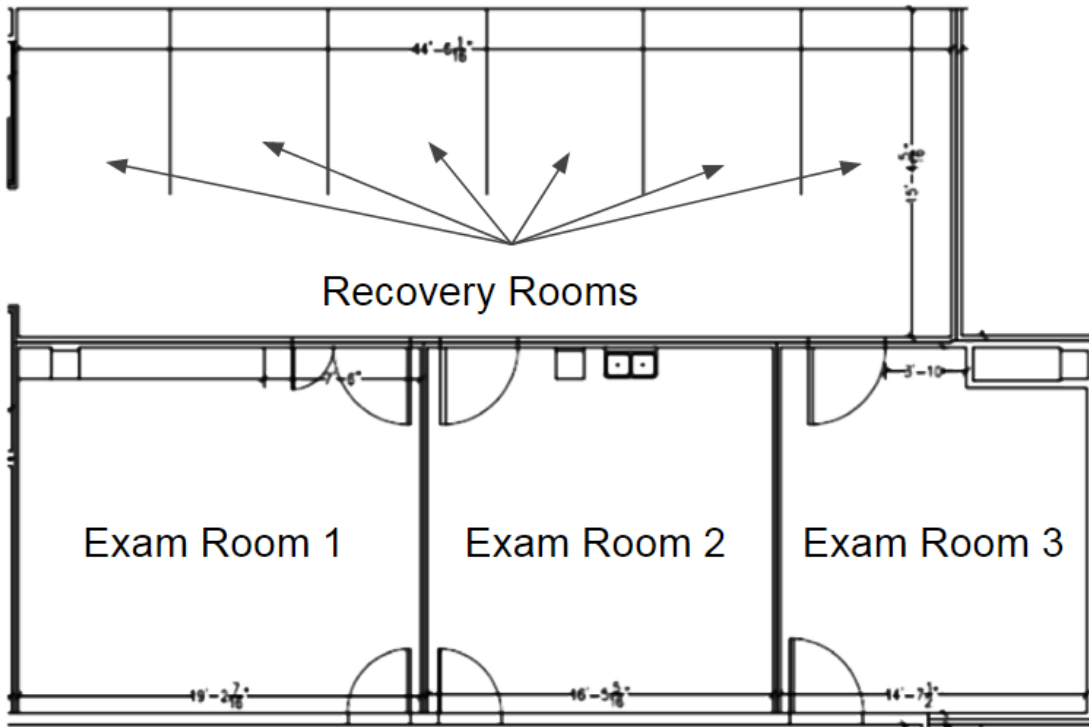 44'-6 1/16"
15'-4 5/16"
Recovery Rooms
7'-6"
3'-10
Exam Room 1
Exam Room 2
Exam Room 3
19'-2 7/16"
16'-5 5/16"
14'-7 1/2"